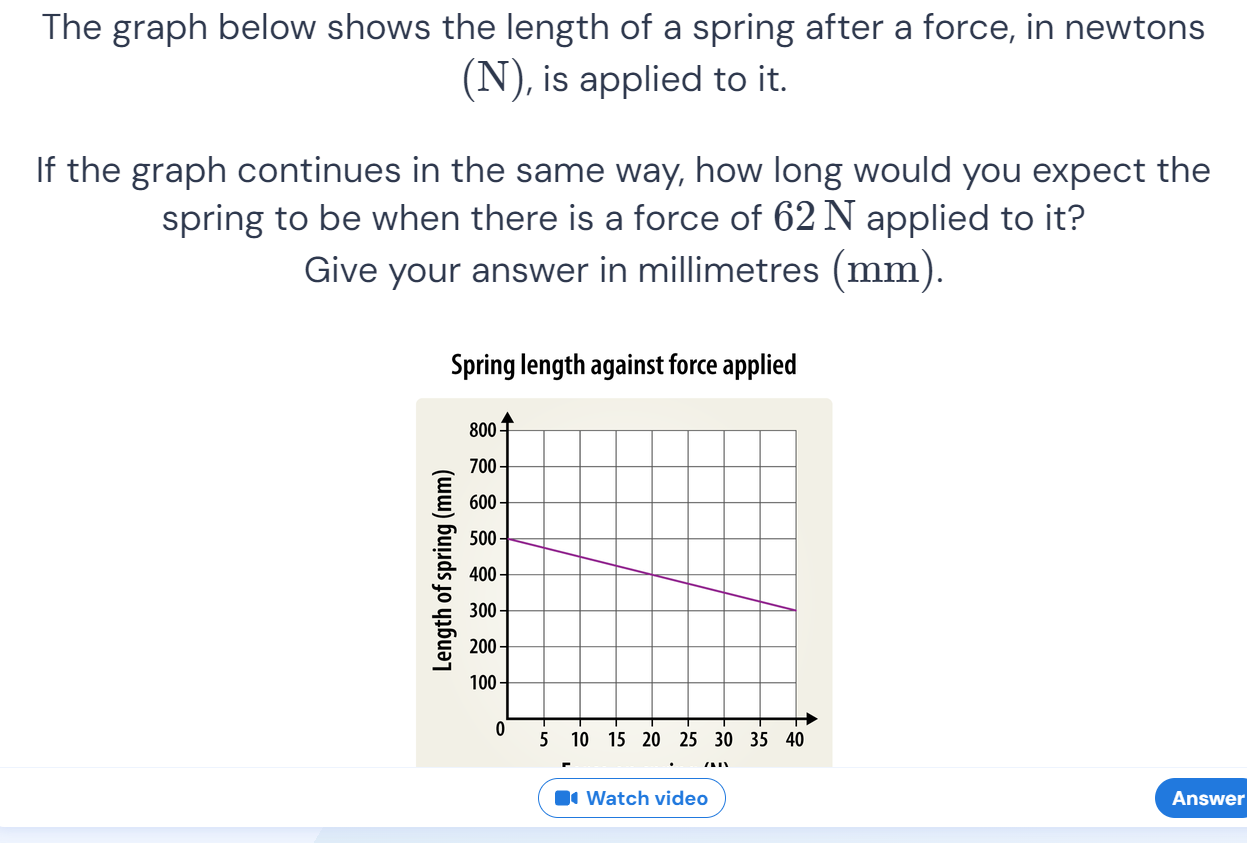 The graph below shows the length of a spring after a force, in newtons
(N), is applied to it.
If the graph continues in the same way, how long would you expect the
spring to be when there is a force of 62 N applied to it?
Give your answer in millimetres (mm).
Spring length against force applied
Length of spring (mm)
800
700
600
500
400
300
200
100
0
5 10 15 20 25 30 35 40
Watch video
Answer